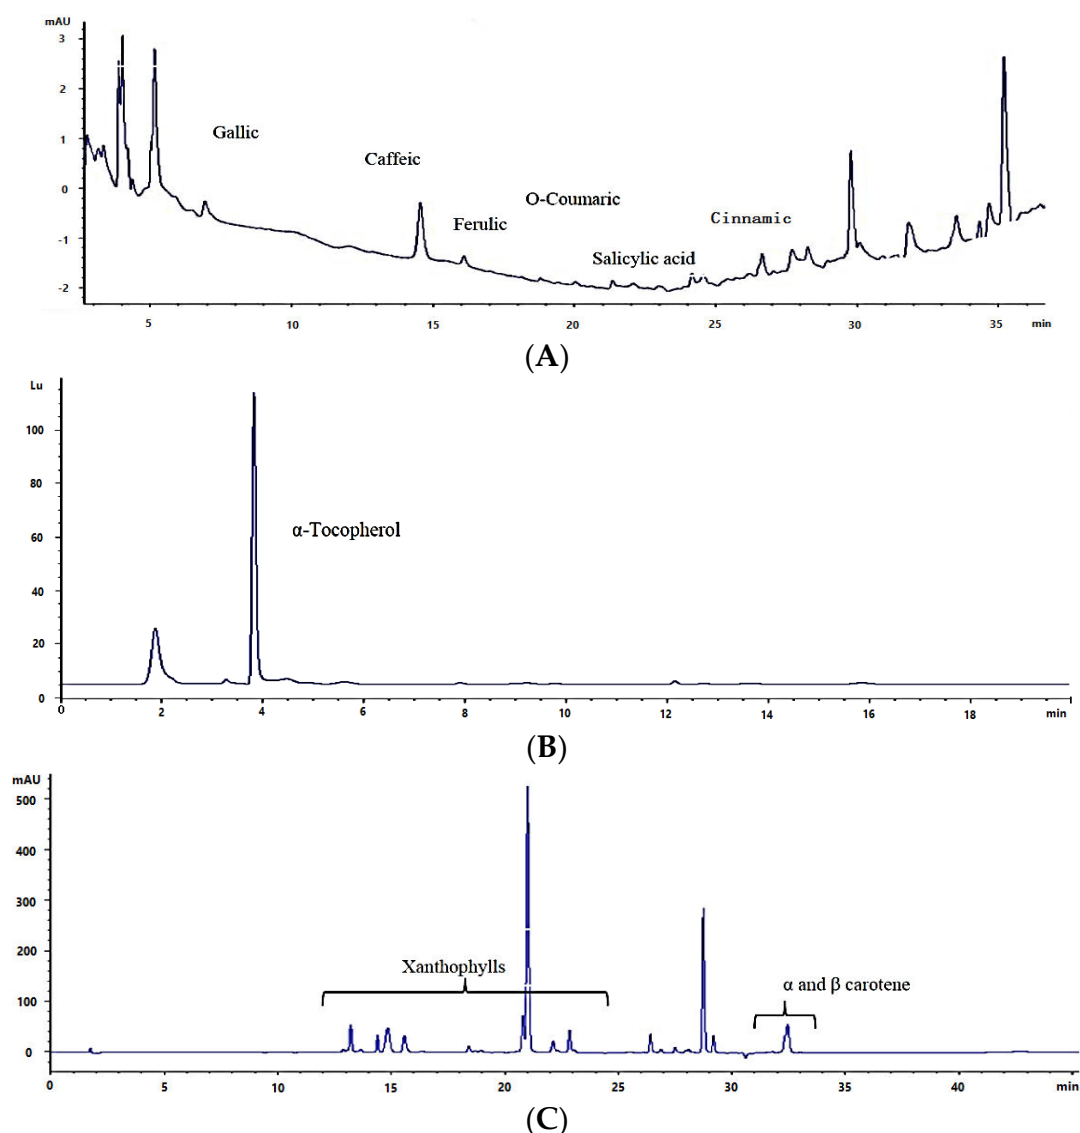 mAU
3
2
1
0
-1
-2
Gallic
Caffeic
Ferulic
O-Coumaric
Salicylic acid
Cinnamic
5 10 15 20 25 30 35 min
(A)
Lu
100
80
60
40
20
0
α-Tocopherol
0 2 4 6 8 10 12 14 16 18 min
(B)
mAU
500
400
300
200
100
0
Xanthophylls
α and β carotene
0 5 10 15 20 25 30 35 40 min
(C)